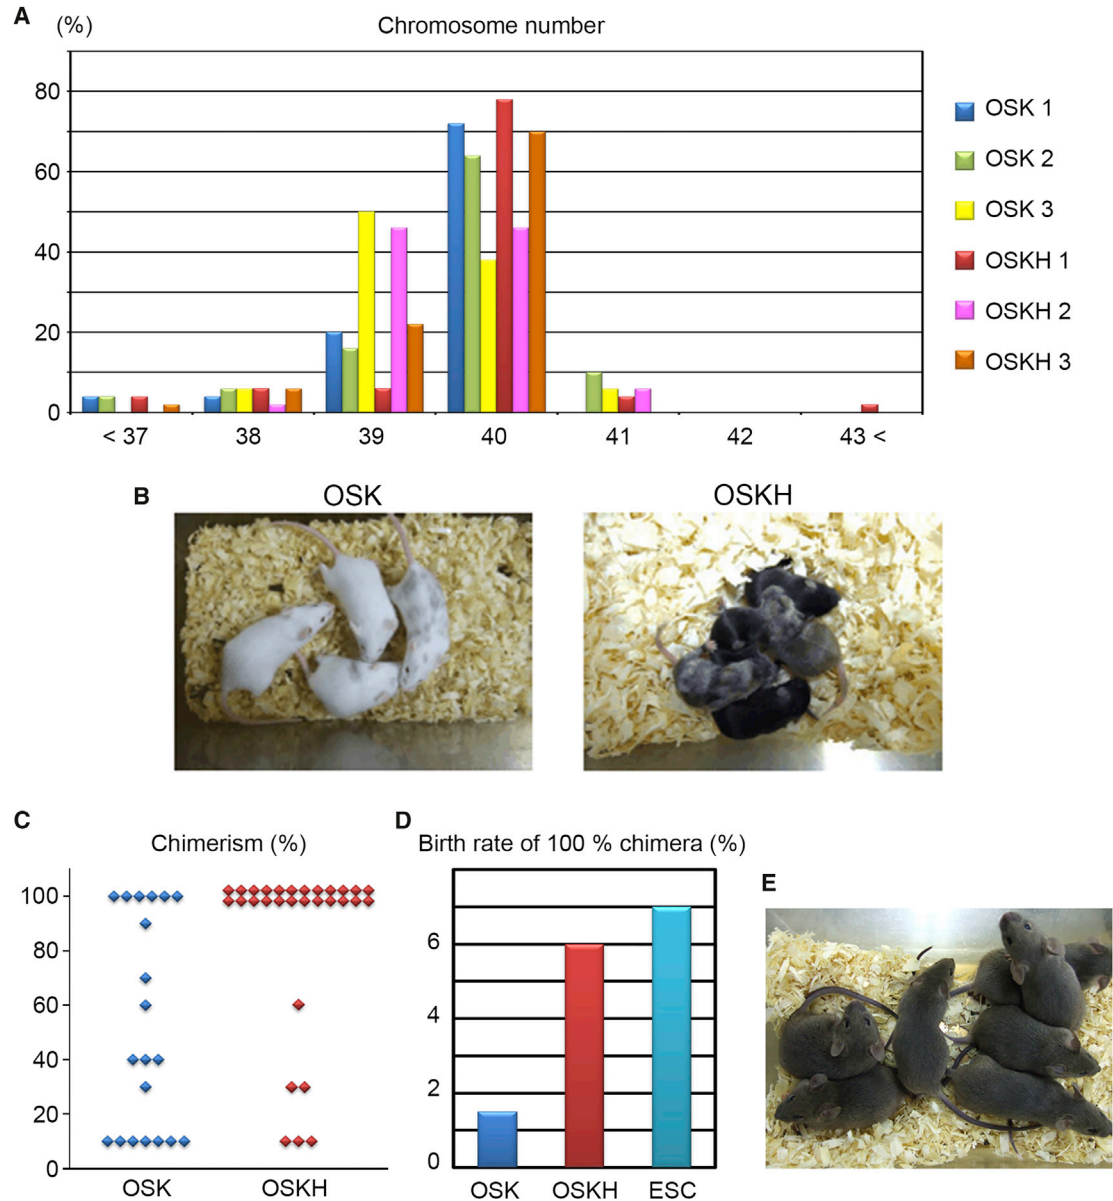 A
(%)
Chromosome number
80
60
40
20
0
< 37
38
39
40
41
42
43 <
OSK 1
OSK 2
OSK 3
OSKH 1
OSKH 2
OSKH 3
B
OSK
OSKH
C
Chimerism (%)
100
80
60
40
20
0
OSK
OSKH
D
Birth rate of 100 % chimera (%)
6
4
2
0
OSK
OSKH
ESC
E